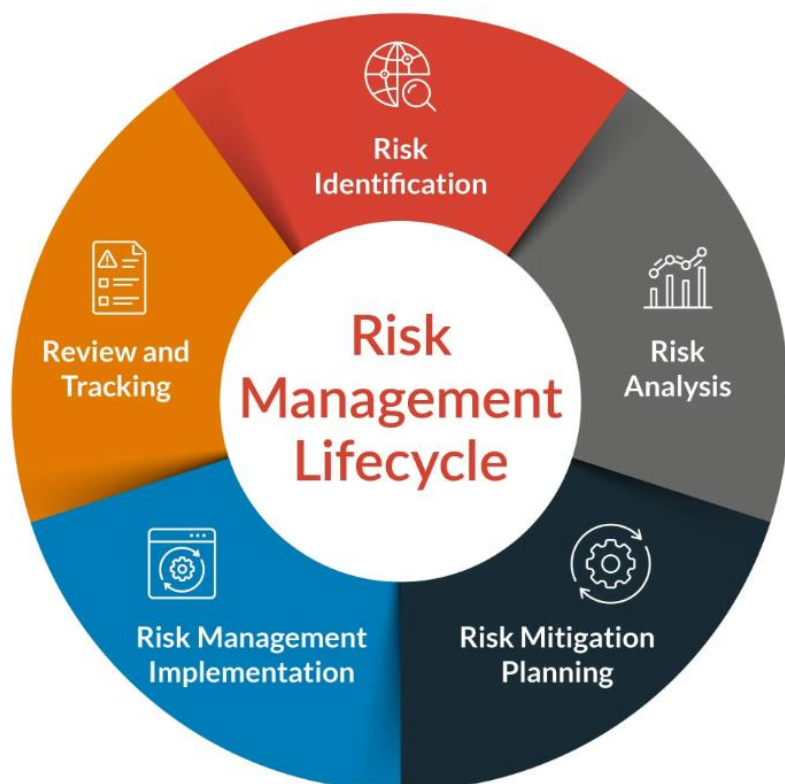 Risk
Identification
Risk
Analysis
Risk Mitigation
Planning
Risk Management
Implementation
Review and
Tracking
Risk
Management
Lifecycle